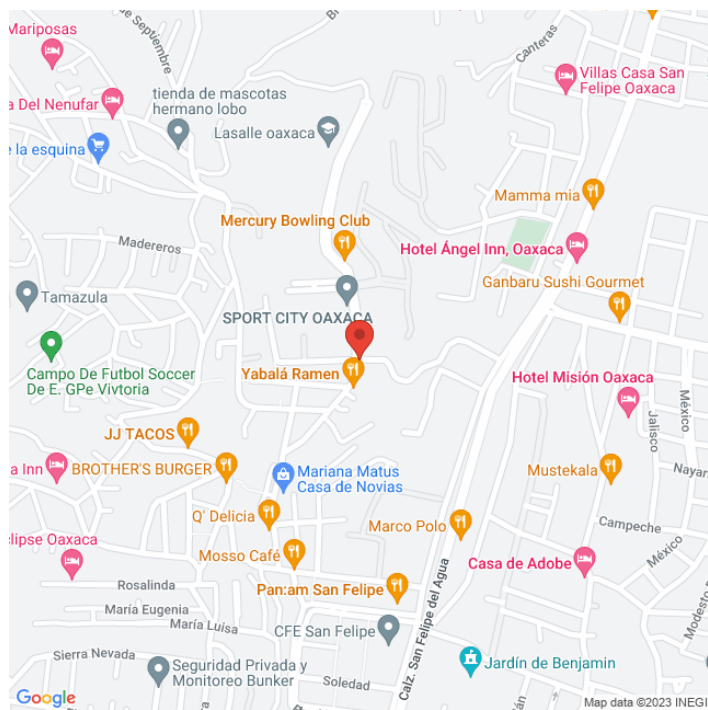 Mariposas
de Septiembre
Canteras
Villas Casa San
Felipe Oaxaca
tienda de mascotas
hermano lobo
a Del Nenufar
Lasalle oaxaca
e la esquina
Mamma mia
Mercury Bowling Club
Madereros
Hotel Ángel Inn, Oaxaca
Ganbaru Sushi Gourmet
Tamazula
SPORT CITY OAXACA
Campo De Futbol Soccer
De E. GPe Vivtoria
Yabalá Ramen
Hotel Misión Oaxaca
México
Jalisco
JJ TACOS
a Inn
BROTHER'S BURGER
Mariana Matus
Casa de Novias
Mustekala
Nayar
Q' Delicia
Marco Polo
Campeche
clipse Oaxaca
Mosso Café
México
Casa de Adobe
Rosalinda
Pan:am San Felipe
María Eugenia
Modesto
María Luisa
CFE San Felipe
Calz. San Felipe del Agua
Sierra Nevada
Seguridad Privada y
Monitoreo Bunker
Jardín de Benjamin
Soledad
Google
Map data ©2023 INEGI